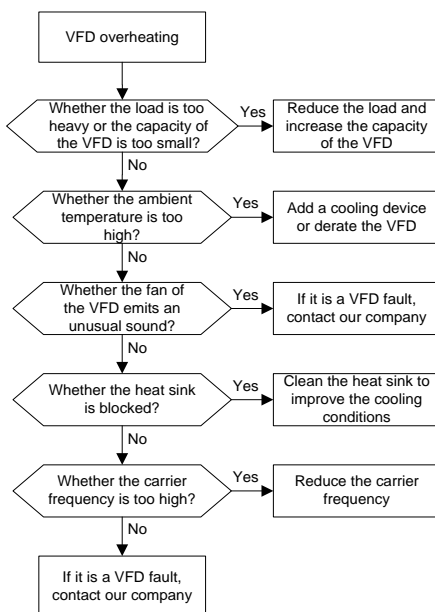 VFD overheating
Whether the load is too
heavy or the capacity of
the VFD is too small?
Yes
Reduce the load and
increase the capacity
of the VFD
No
Whether the ambient
temperature is too
high?
Yes
Add a cooling device
or derate the VFD
No
Whether the fan of
the VFD emits an
unusual sound?
Yes
If it is a VFD fault,
contact our company
No
Whether the heat sink
is blocked?
Yes
Clean the heat sink to
improve the cooling
conditions
No
Whether the carrier
frequency is too high?
Yes
Reduce the carrier
frequency
No
If it is a VFD fault,
contact our company